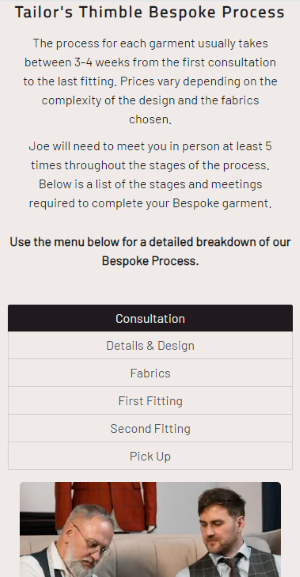 Tailor's Thimble Bespoke Process
The process for each garment usually takes
between 3-4 weeks from the first consultation
to the last fitting. Prices vary depending on the
complexity of the design and the fabrics
chosen.
Joe will need to meet you in person at least 5
times throughout the stages of the process.
Below is a list of the stages and meetings
required to complete your Bespoke garment.
Use the menu below for a detailed breakdown of our
Bespoke Process.
Consultation
Details & Design
Fabrics
First Fitting
Second Fitting
Pick Up